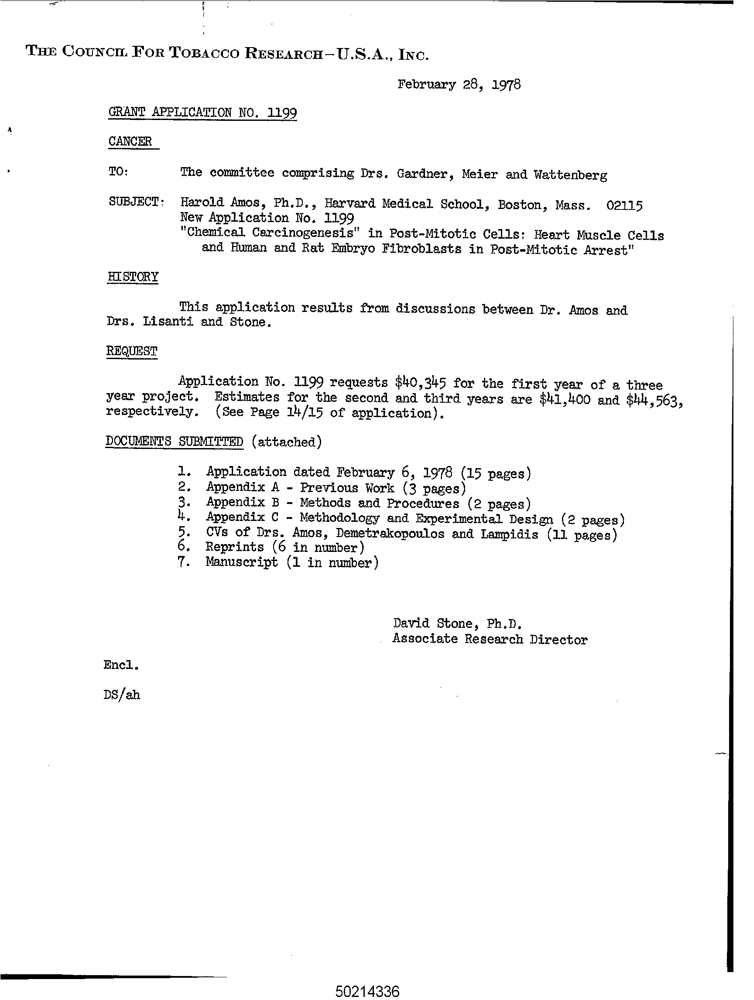 THE COUNCIL FOR TOBACCO RESEARCH–U.S.A., INC.
February 28, 1978
GRANT APPLICATION NO. 1199
CANCER
TO: The committee comprising Drs. Gardner, Meier and Wattenberg
SUBJECT: Harold Amos, Ph.D., Harvard Medical School, Boston, Mass. 02115
New Application No. 1199
"Chemical Carcinogenesis" in Post-Mitotic Cells: Heart Muscle Cells
and Human and Rat Embryo Fibroblasts in Post-Mitotic Arrest"
HISTORY
This application results from discussions between Dr. Amos and
Drs. Lisanti and Stone.
REQUEST
Application No. 1199 requests $40,345 for the first year of a three
year project. Estimates for the second and third years are $41,400 and $44,563,
respectively. (See Page 14/15 of application).
DOCUMENTS SUBMITTED (attached)
1. Application dated February 6, 1978 (15 pages)
2. Appendix A - Previous Work (3 pages)
3. Appendix B - Methods and Procedures (2 pages)
4. Appendix C - Methodology and Experimental Design (2 pages)
5. CVs of Drs. Amos, Demetrakopoulos and Lampidis (11 pages)
6. Reprints (6 in number)
7. Manuscript (1 in number)
David Stone, Ph.D.
Associate Research Director
Encl.
DS/ah
50214336